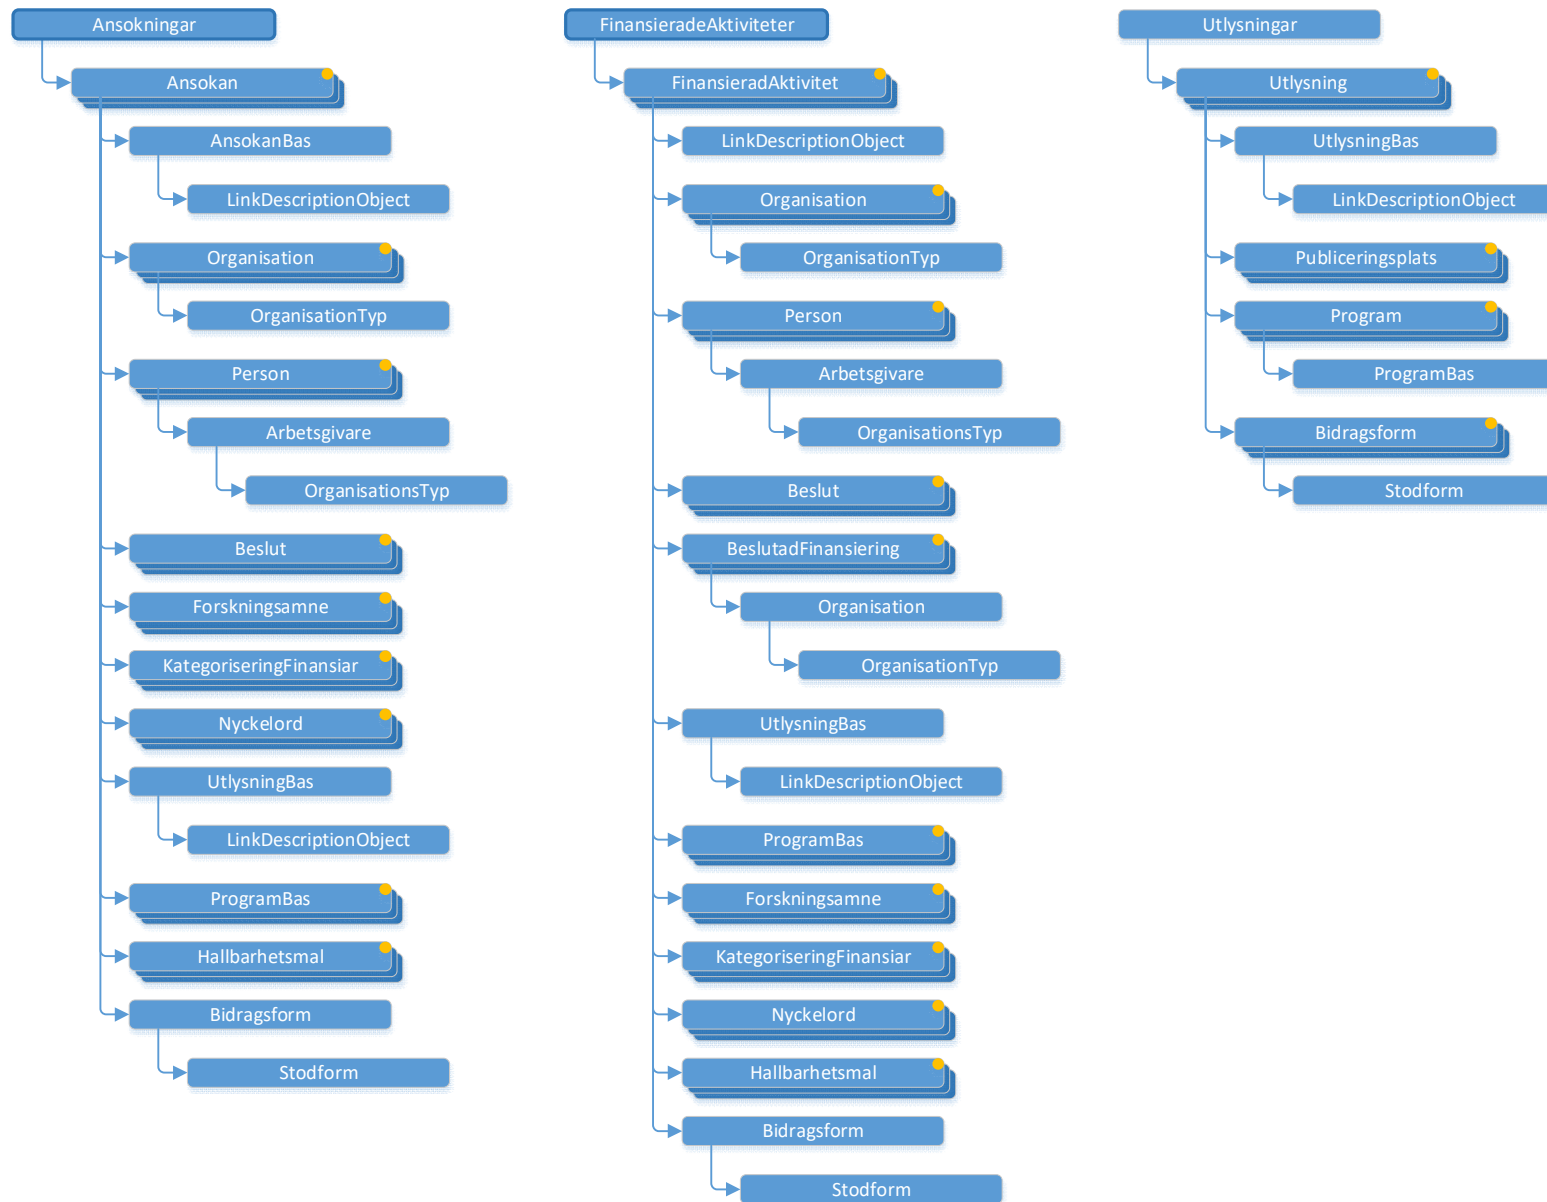 Ansokningar
Ansokan
AnsokanBas
LinkDescriptionObject
Organisation
OrganisationTyp
Person
Arbetsgivare
OrganisationsTyp
Beslut
Forskningsamne
KategoriseringFinansiar
Nyckelord
UtlysningBas
LinkDescriptionObject
ProgramBas
Hallbarhetsmal
Bidragsform
Stodform
FinansieradeAktiviteter
FinansieradAktivitet
LinkDescriptionObject
Organisation
OrganisationTyp
Person
Arbetsgivare
OrganisationsTyp
Beslut
BeslutadFinansiering
Organisation
OrganisationTyp
UtlysningBas
LinkDescriptionObject
ProgramBas
Forskningsamne
KategoriseringFinansiar
Nyckelord
Hallbarhetsmal
Bidragsform
Stodform
Utlysningar
Utlysning
UtlysningBas
LinkDescriptionObject
Publiceringsplats
Program
ProgramBas
Bidragsform
Stodform